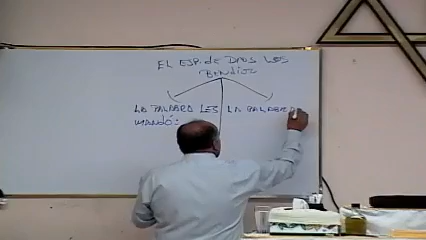 EL ESP. de DIOS LOS
BENDIJO
LA PALABRA LES LA PALABRA
MANDÓ: